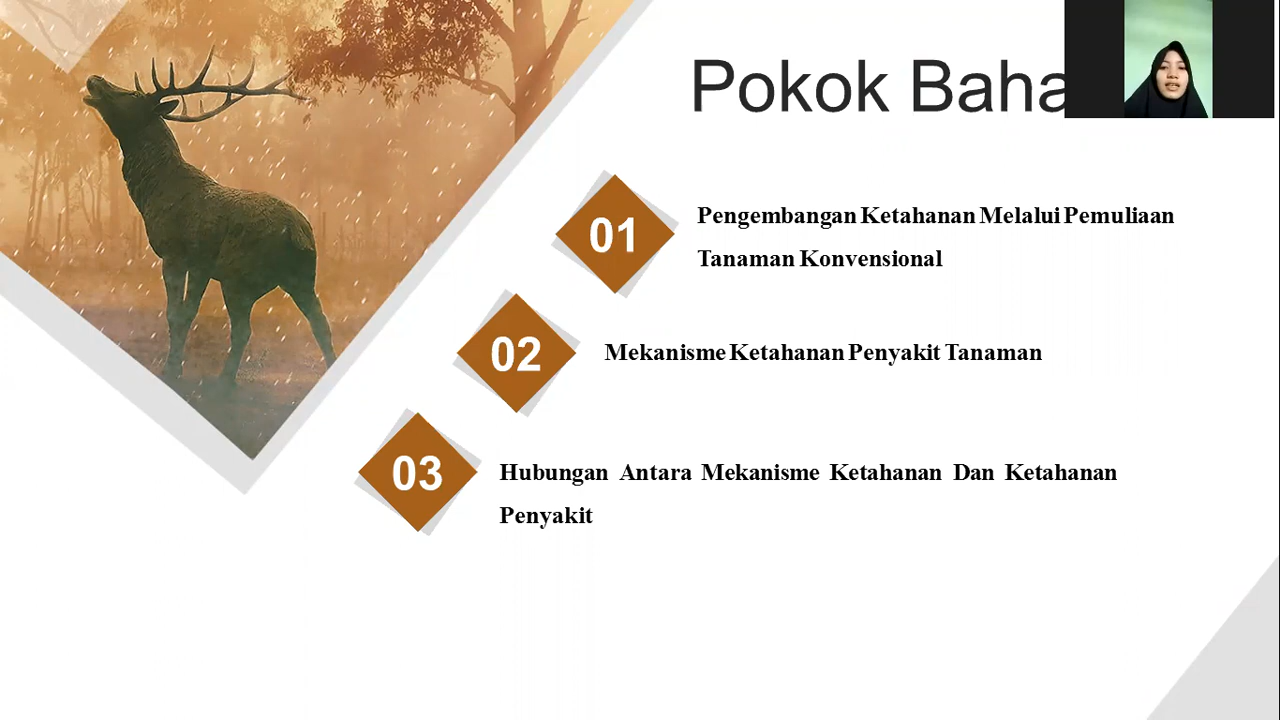 Pokok Baha
01
Pengembangan Ketahanan Melalui Pemuliaan
Tanaman Konvensional
02
Mekanisme Ketahanan Penyakit Tanaman
03
Hubungan Antara Mekanisme Ketahanan Dan Ketahanan
Penyakit